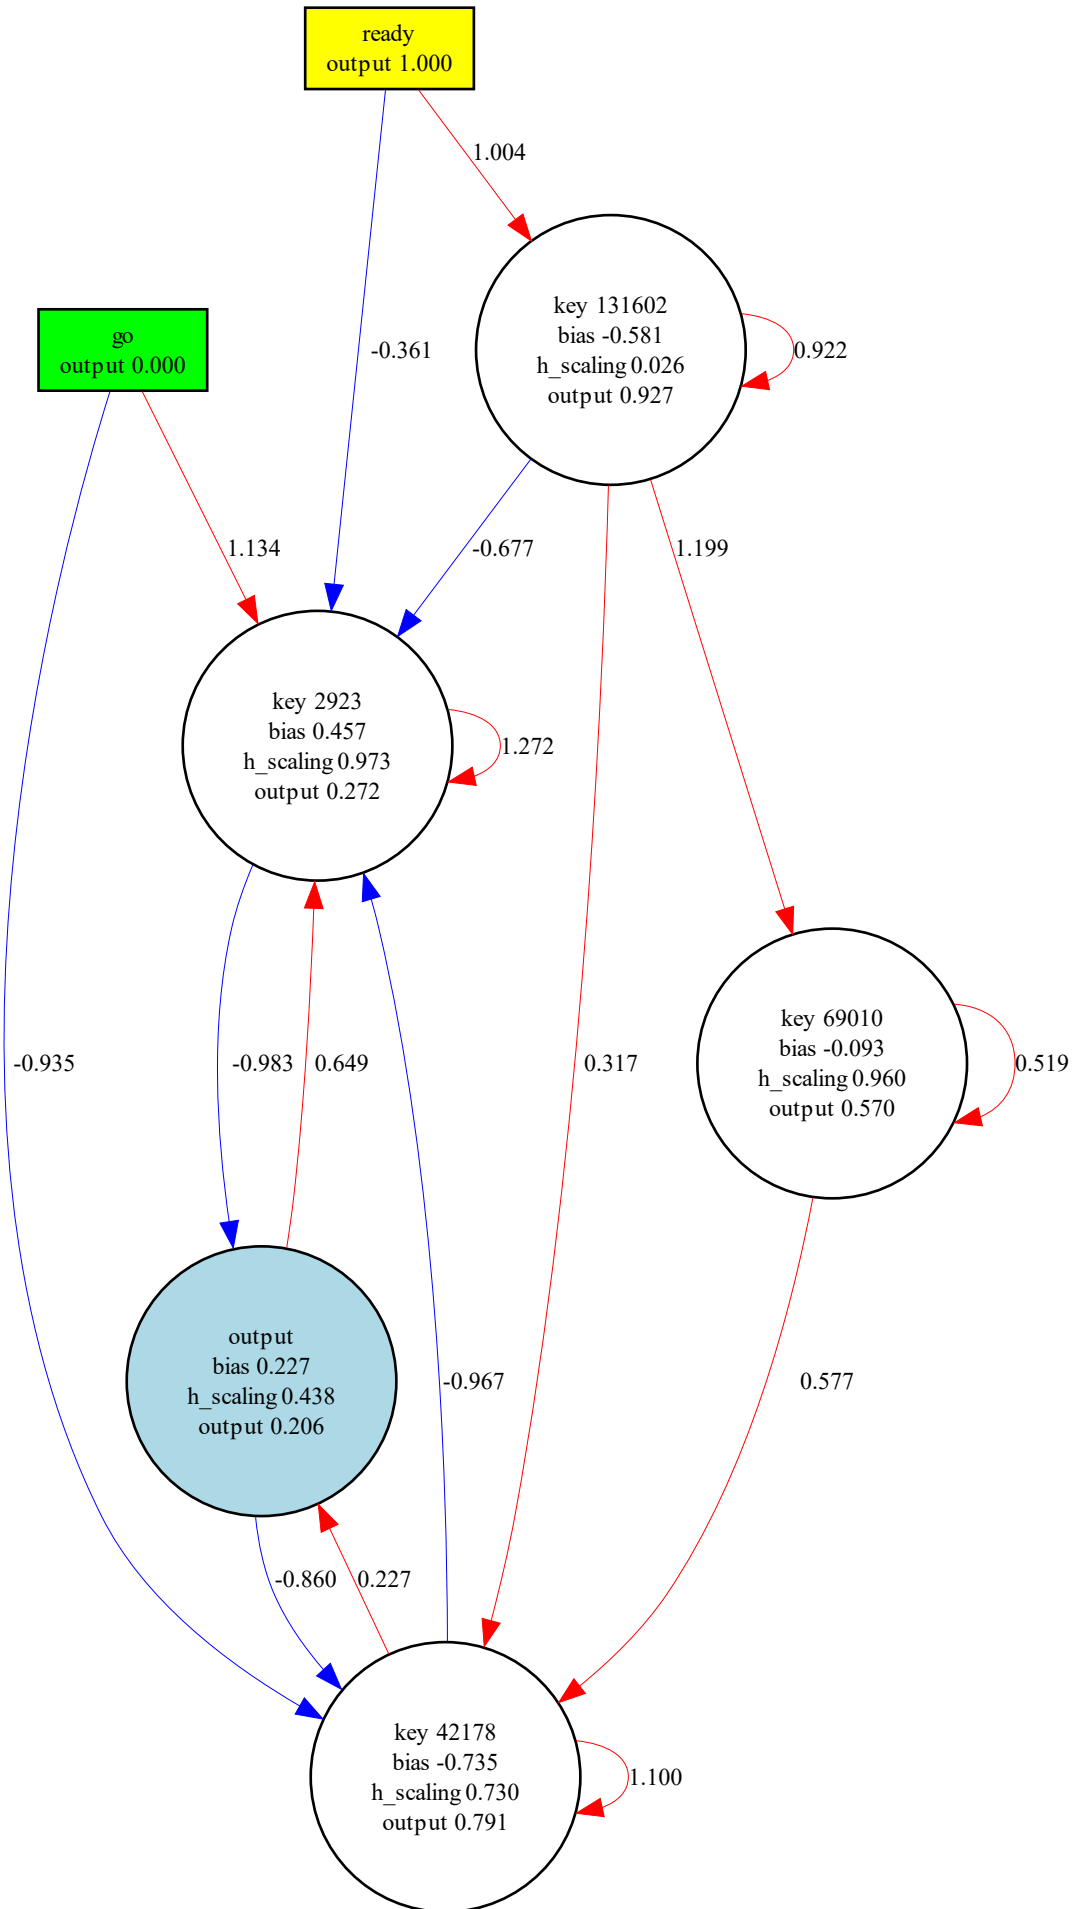 ready
output 1.000
1.004
key 131602
bias -0.581
h_scaling 0.026
output 0.927
0.922
go
output 0.000
-0.361
1.134
-0.677
1.199
key 2923
bias 0.457
h_scaling 0.973
output 0.272
1.272
key 69010
bias -0.093
h_scaling 0.960
output 0.570
0.519
-0.935
-0.983
0.649
0.317
output
bias 0.227
h_scaling 0.438
output 0.206
-0.967
0.577
-0.860
0.227
key 42178
bias -0.735
h_scaling 0.730
output 0.791
1.100